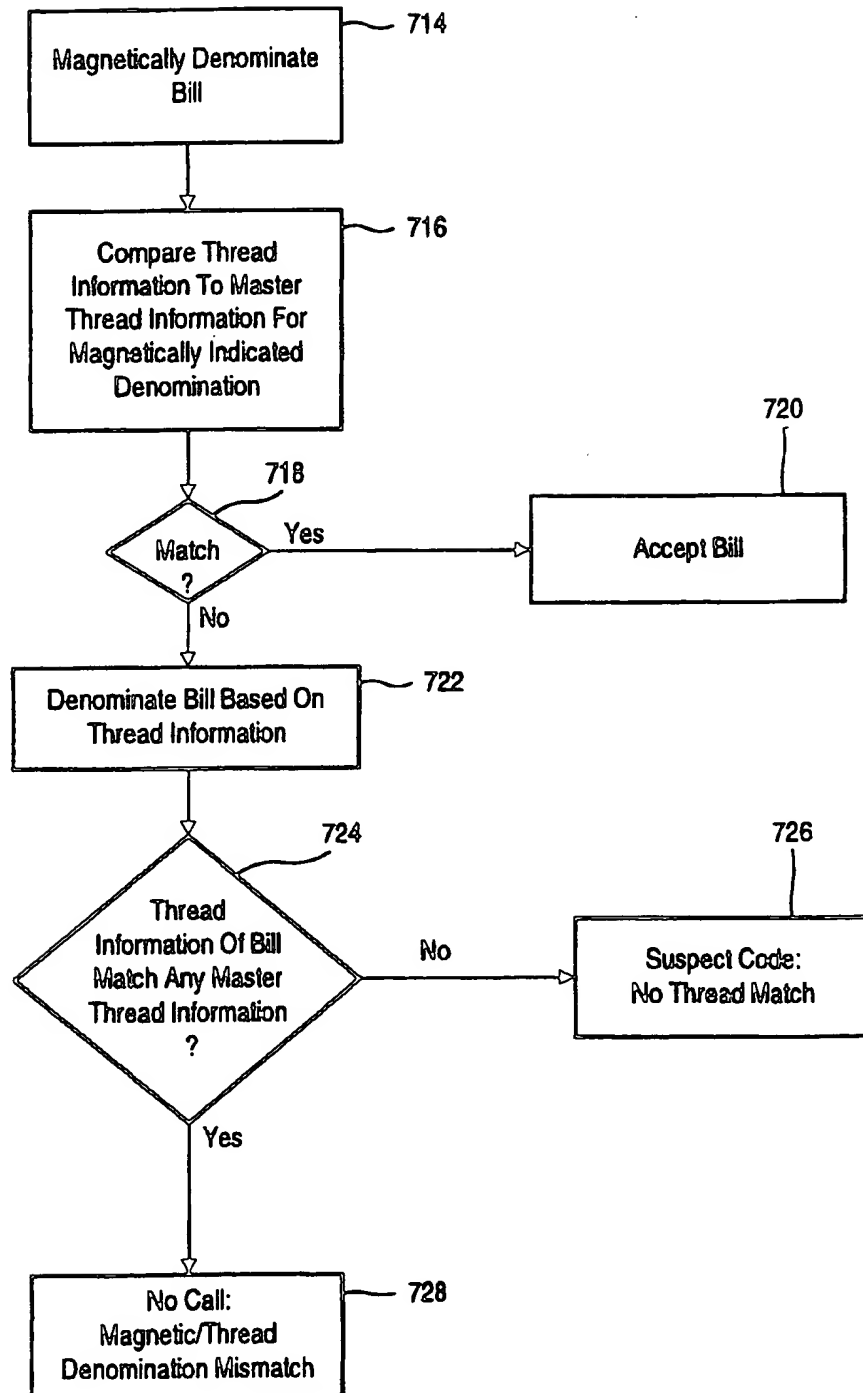 714
Magnetically Denominate
Bill
716
Compare Thread
Information To Master
Thread Information For
Magnetically Indicated
Denomination
718
720
Match
?
Yes
Accept Bill
No
722
Denominate Bill Based On
Thread Information
724
726
Thread
Information Of Bill
Match Any Master
Thread Information
?
No
Suspect Code:
No Thread Match
Yes
728
No Call:
Magnetic/Thread
Denomination Mismatch